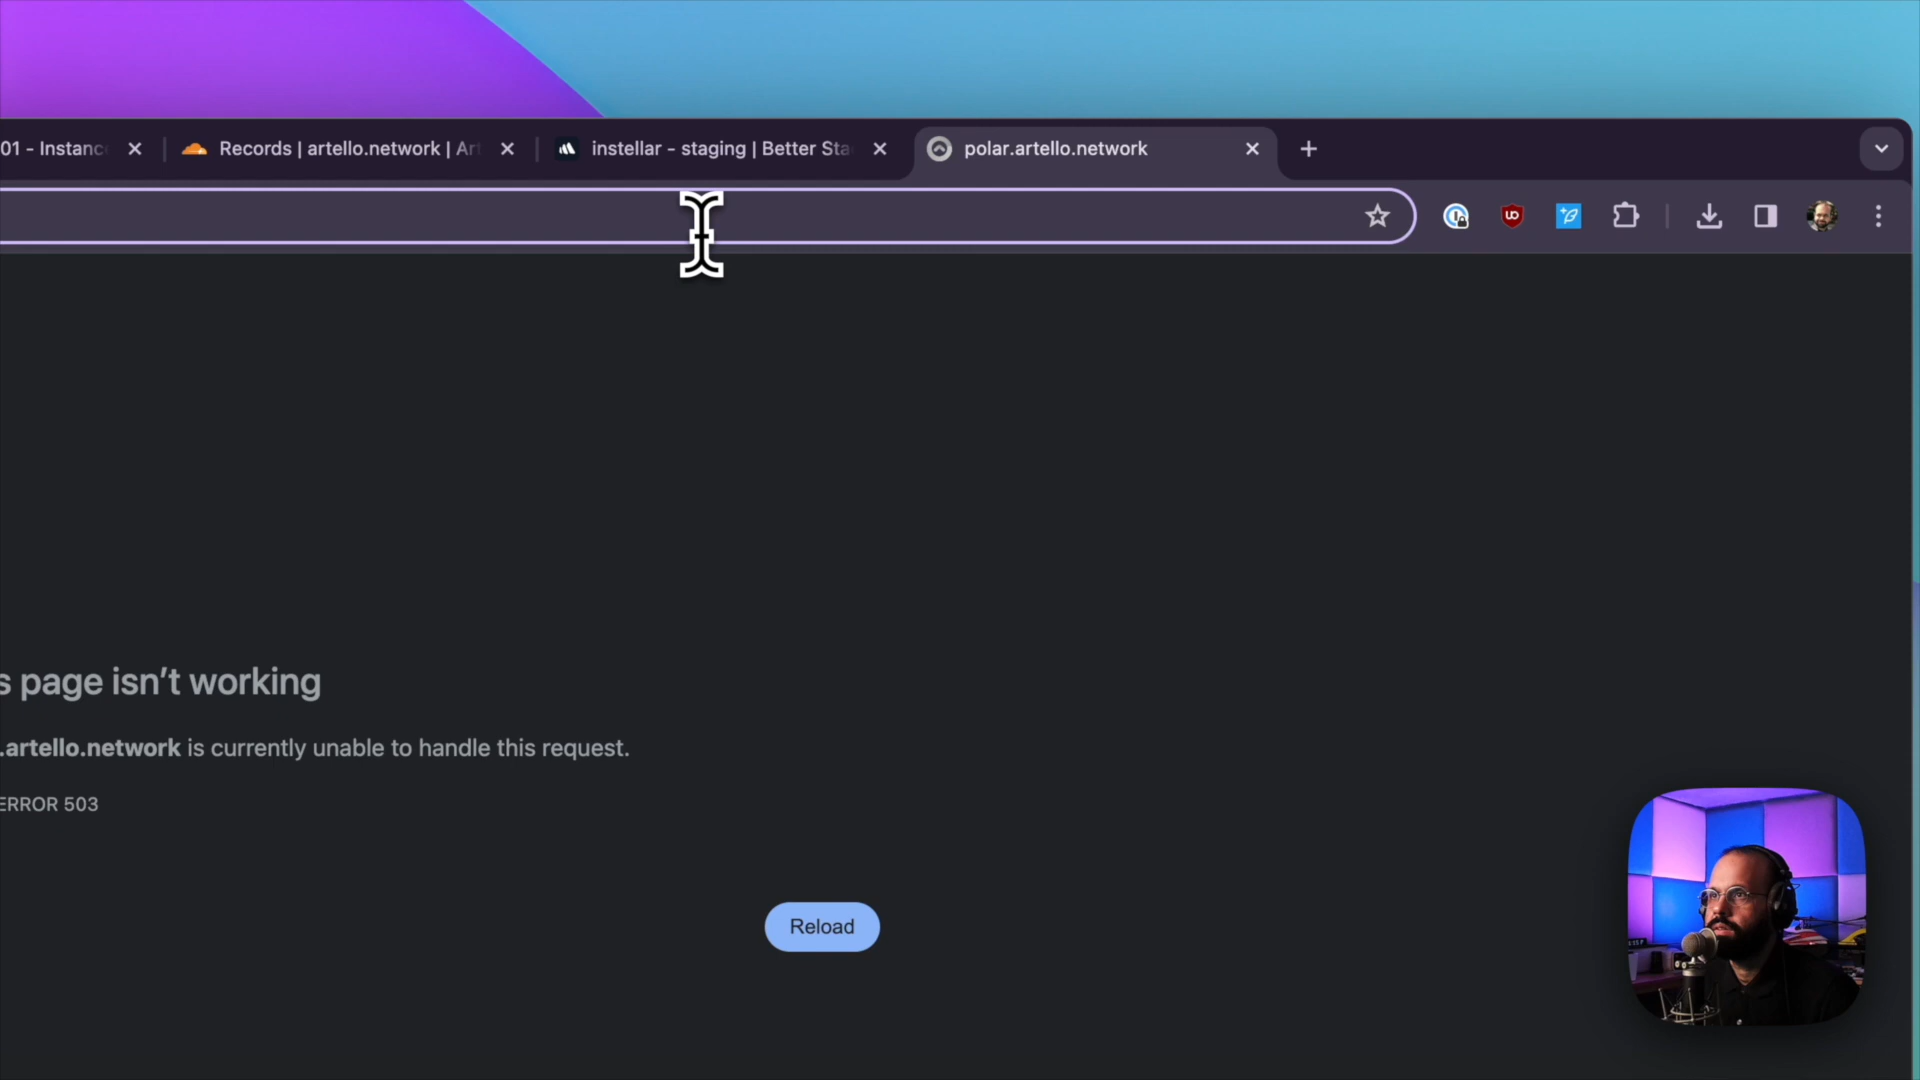 01 - Instanc
Records | artello.network | Ar
instellar - staging | Better Sta
polar.artello.network
s page isn’t working
.artello.network is currently unable to handle this request.
ERROR 503
Reload